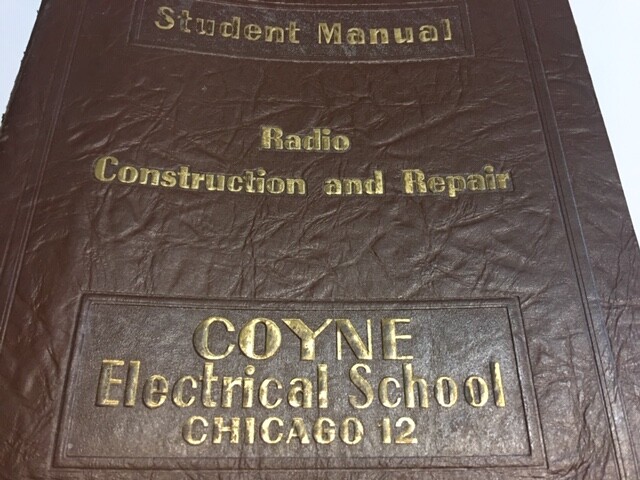 Student Manual
Radio
Construction and Repair
COYNE
Electrical School
CHICAGO 12